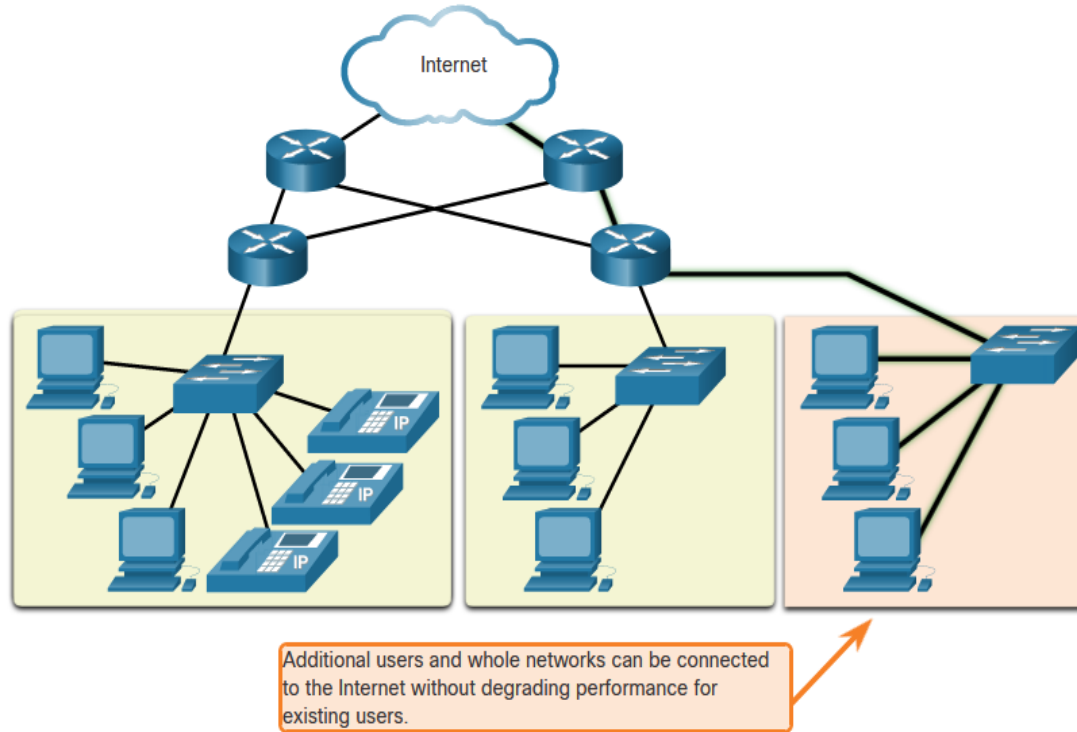 Internet
IP
IP
IP
Additional users and whole networks can be connected
to the Internet without degrading performance for
existing users.